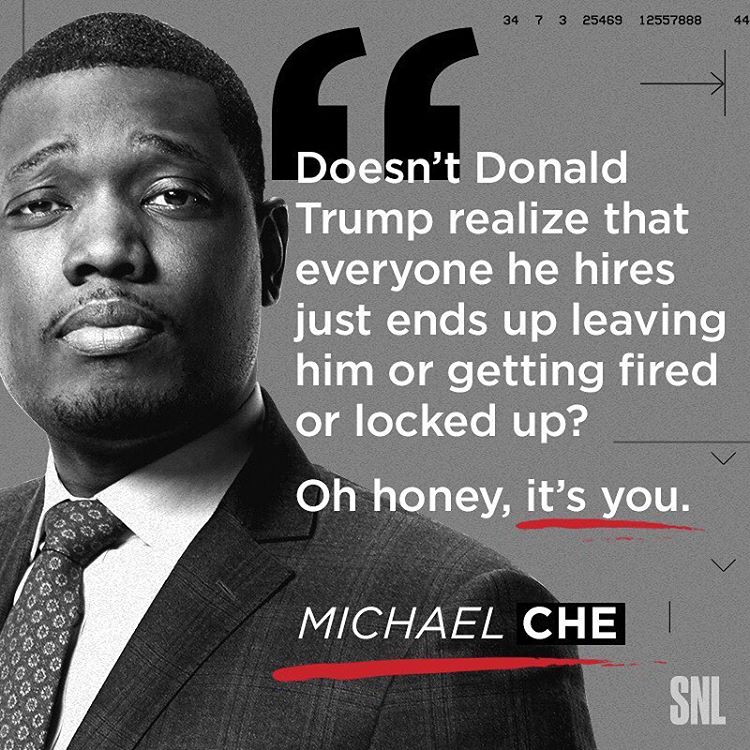 34 7 3 25469 12557888 44
“
Doesn’t Donald
Trump realize that
everyone he hires
just ends up leaving
him or getting fired
or locked up?
Oh honey, it’s you.
MICHAEL CHE
SNL